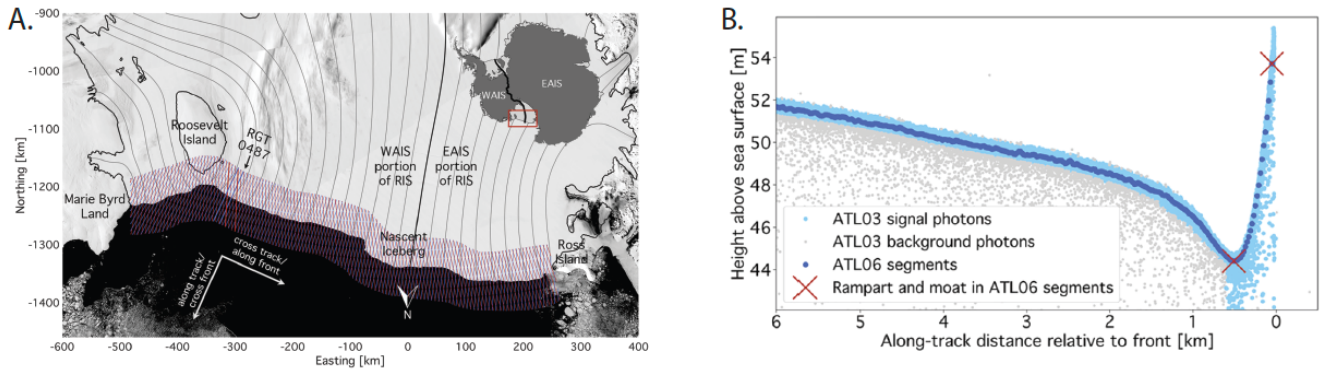 A.
-900
-1000
-1100
-1200
-1300
-1400
Northing [km]
-600 -500 -400 -300 -200 -100 0 100 200 300 400
Easting [km]
Roosevelt
Island
RGT
0487
WAIS
portion
of RIS
EAIS
portion
of RIS
WAIS
EAIS
Marie Byrd
Land
Nascent
Iceberg
Ross
Island
along track/
cross front
cross track/
along front
N
B.
Height above sea surface [m]
54
52
50
48
46
44
ATL03 signal photons
ATL03 background photons
ATL06 segments
Rampart and moat in ATL06 segments
6 5 4 3 2 1 0
Along-track distance relative to front [km]